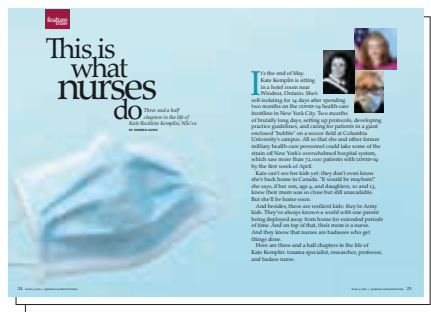 feature
STORY
This is
what
nurses
do
Three and a half
chapters in the life of
Kate Rocklein Kemplin, NSc'01
BY ANDREA GUNN
It's the end of May.
Kate Kemplin is sitting
in a hotel room near
Windsor, Ontario. She's
self-isolating for 14 days after spending
two months on the COVID-19 health-care
frontline in New York City. Two months
of brutally long days, setting up protocols, developing
practice guidelines, and caring for patients in a giant
enclosed "bubble" on a soccer field at Columbia
University's campus. All so that she and other former
military health-care personnel could take some of the
strain off New York's overwhelmed hospital system,
which saw more than 72,000 patients with COVID-19
by the first week of April.
Kate can't see her kids yet: they don't even know
she's back home in Canada. "It would be mayhem!"
she says, if her son, age 4, and daughters, 10 and 13,
knew their mom was so close but still unavailable.
But she'll be home soon.
And besides, these are resilient kids: they're Army
kids. They've always known a world with one parent
being deployed away from home for extended periods
of time. And on top of that, their mom is a nurse.
And they know that nurses are badasses who get
things done.
Here are three and a half chapters in the life of
Kate Kemplin: trauma specialist, researcher, professor,
and badass nurse.
24
25